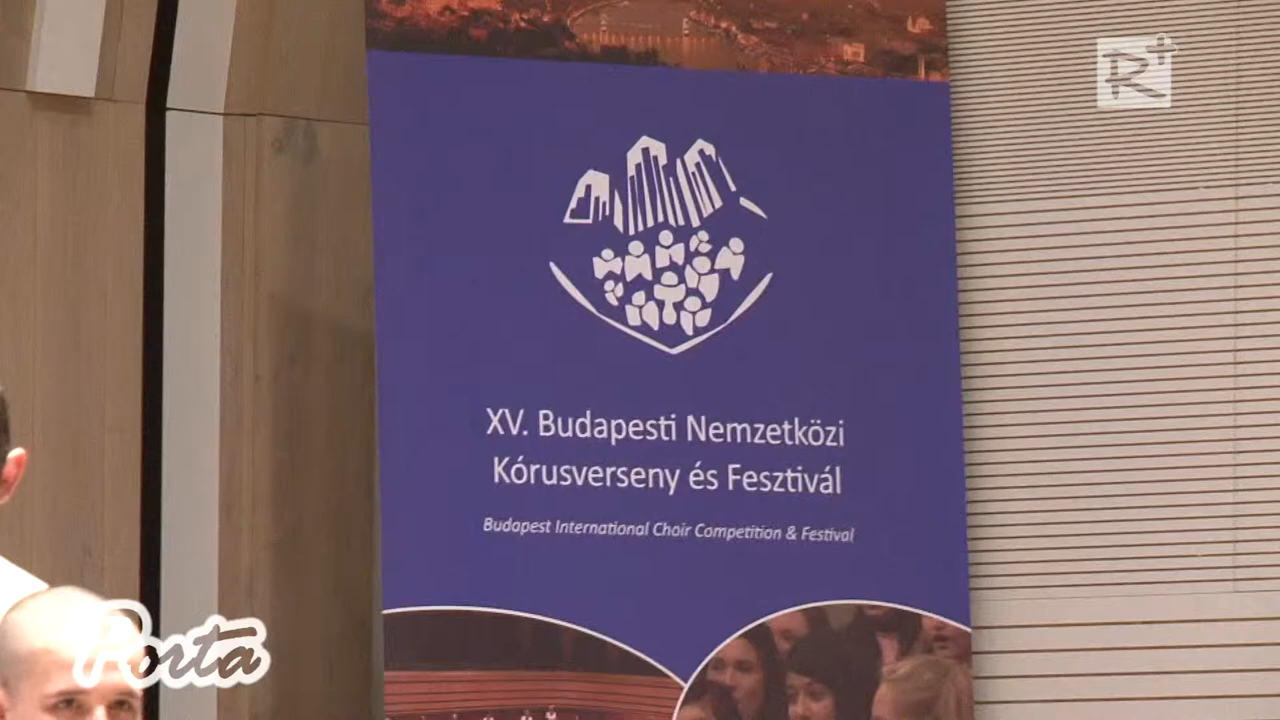 R+
XV. Budapesti Nemzetközi
Kórusverseny és Fesztivál
Budapest International Choir Competition & Festival
Porta